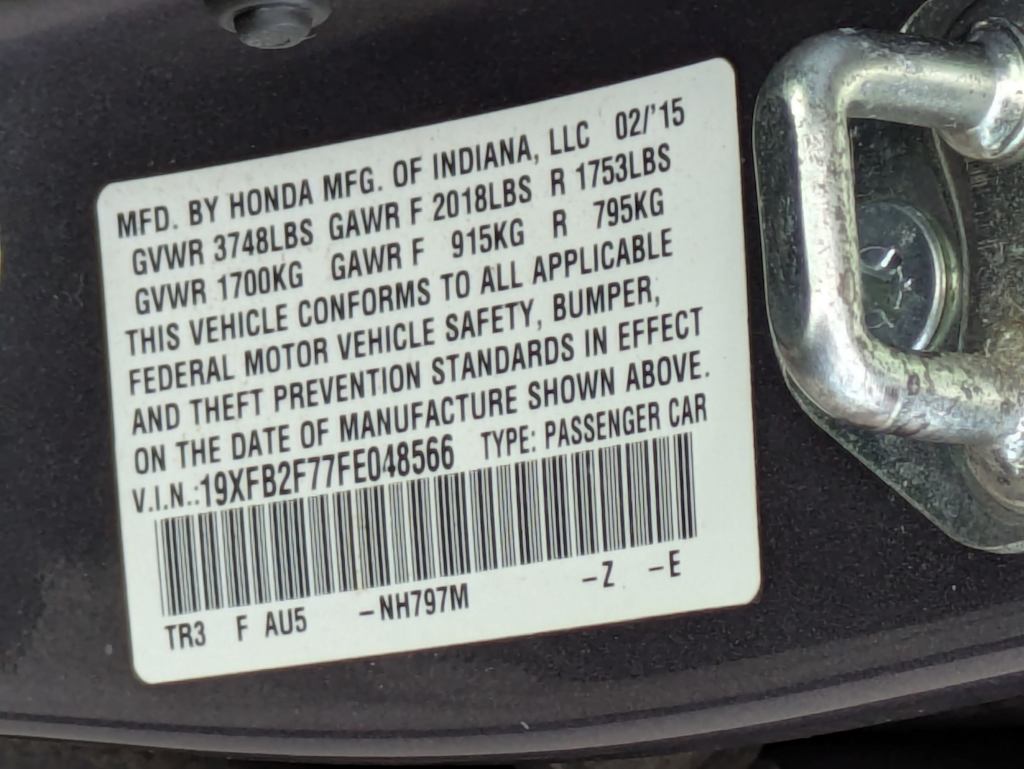 MFD. BY HONDA MFG. OF INDIANA, LLC 02/'15
GVWR 3748LBS GAWR F 2018LBS R 1753LBS
GVWR 1700KG GAWR F 915KG R 795KG
THIS VEHICLE CONFORMS TO ALL APPLICABLE
FEDERAL MOTOR VEHICLE SAFETY, BUMPER,
AND THEFT PREVENTION STANDARDS IN EFFECT
ON THE DATE OF MANUFACTURE SHOWN ABOVE.
V.I.N.:19XFB2F77FE048566 TYPE: PASSENGER CAR
TR3 F AU5 -NH797M -Z -E